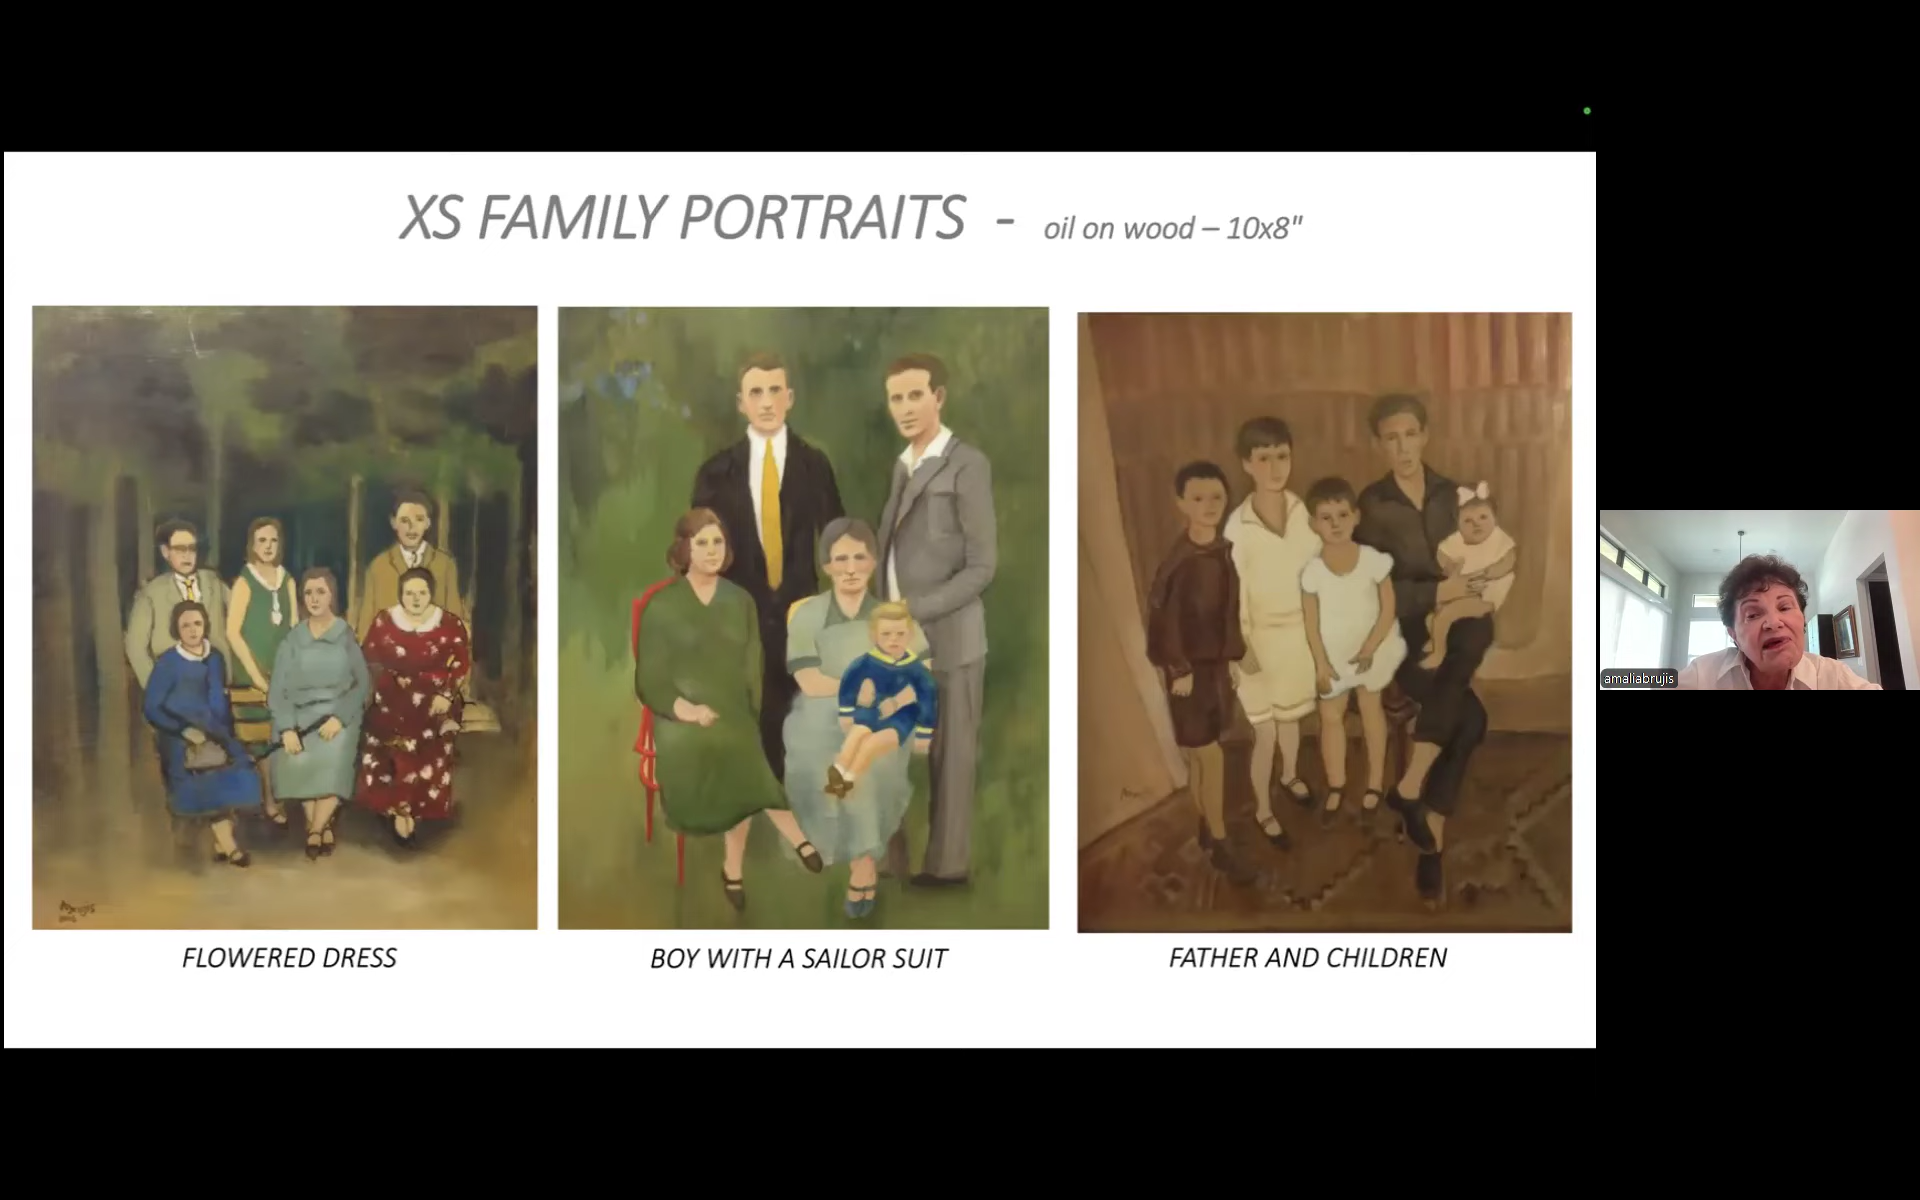 XS FAMILY PORTRAITS - oil on wood – 10x8"
FLOWERED DRESS
BOY WITH A SAILOR SUIT
FATHER AND CHILDREN
amaliabrujis